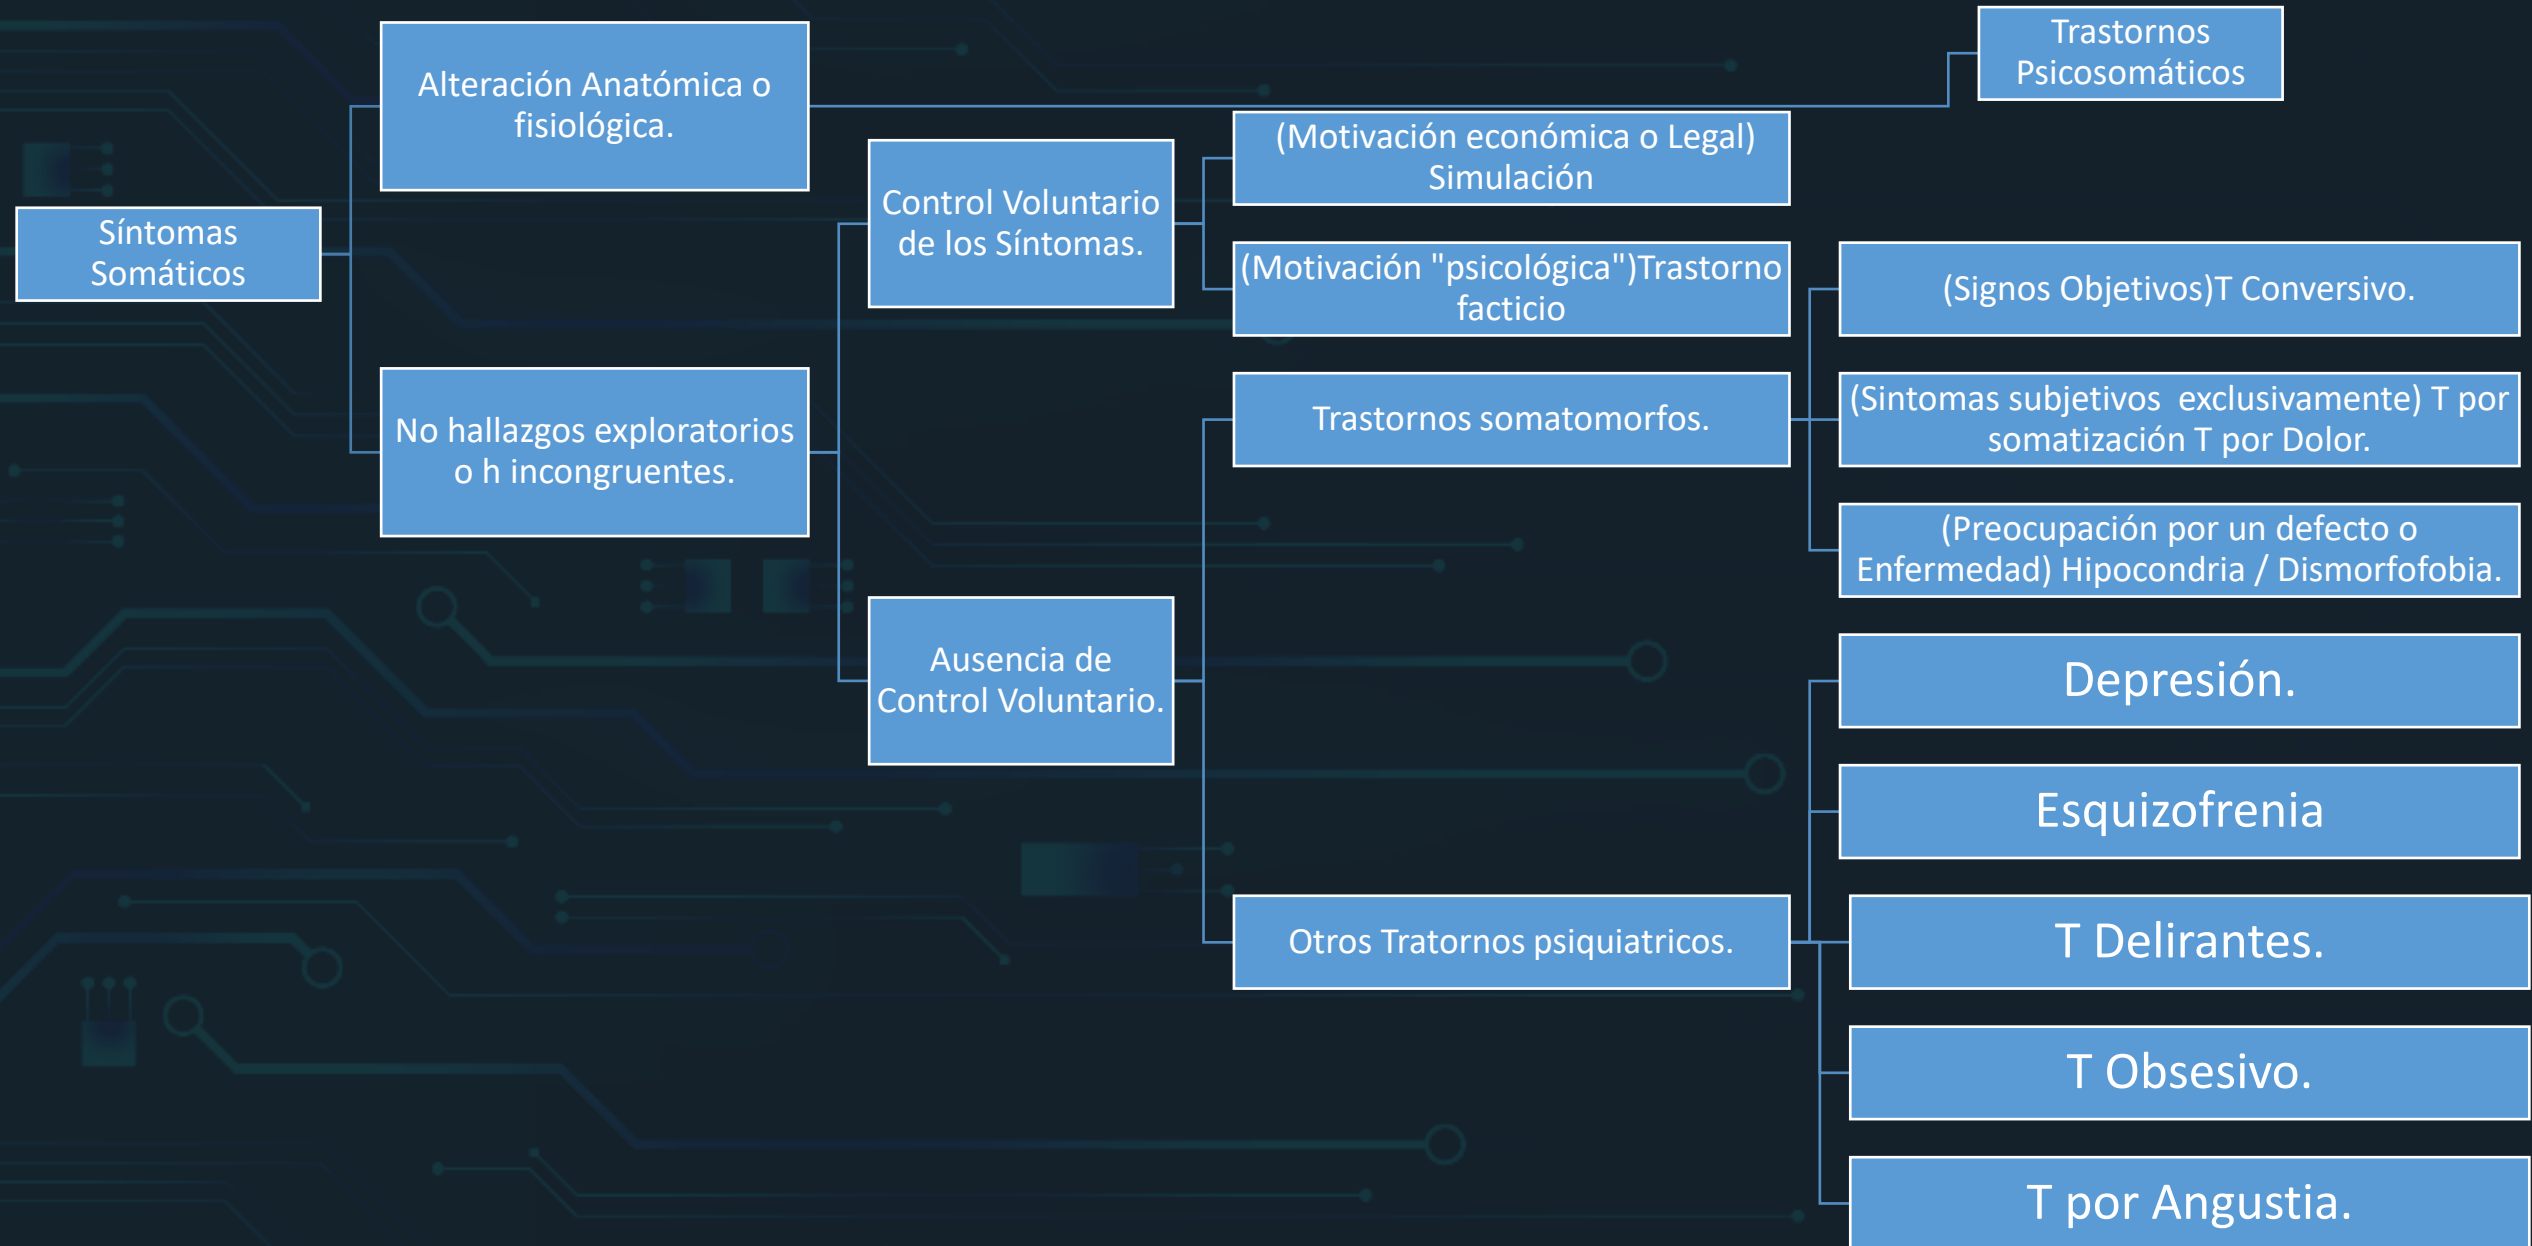 Síntomas
Somáticos
Alteración Anatómica o
fisiológica.
Trastornos
Psicosomáticos
No hallazgos exploratorios
o h incongruentes.
Control Voluntario
de los Síntomas.
(Motivación económica o Legal)
Simulación
(Motivación "psicológica")Trastorno
facticio
Ausencia de
Control Voluntario.
Trastornos somatomorfos.
(Signos Objetivos)T Conversivo.
(Sintomas subjetivos  exclusivamente) T por
somatización T por Dolor.
(Preocupación por un defecto o
Enfermedad) Hipocondria / Dismorfofobia.
Otros Tratornos psiquiatricos.
Depresión.
Esquizofrenia
T Delirantes.
T Obsesivo.
T por Angustia.